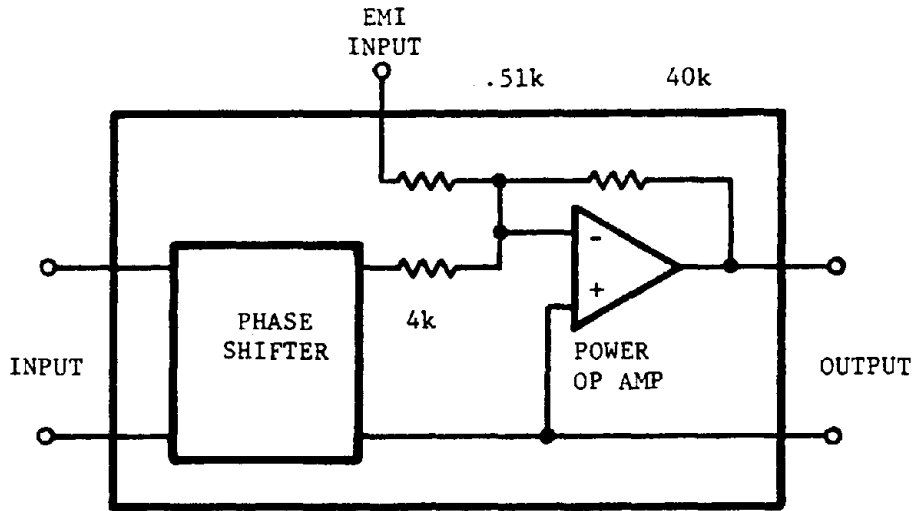 EMI
INPUT
.51k
40k
-
+
PHASE
SHIFTER
4k
POWER
OP AMP
INPUT
OUTPUT